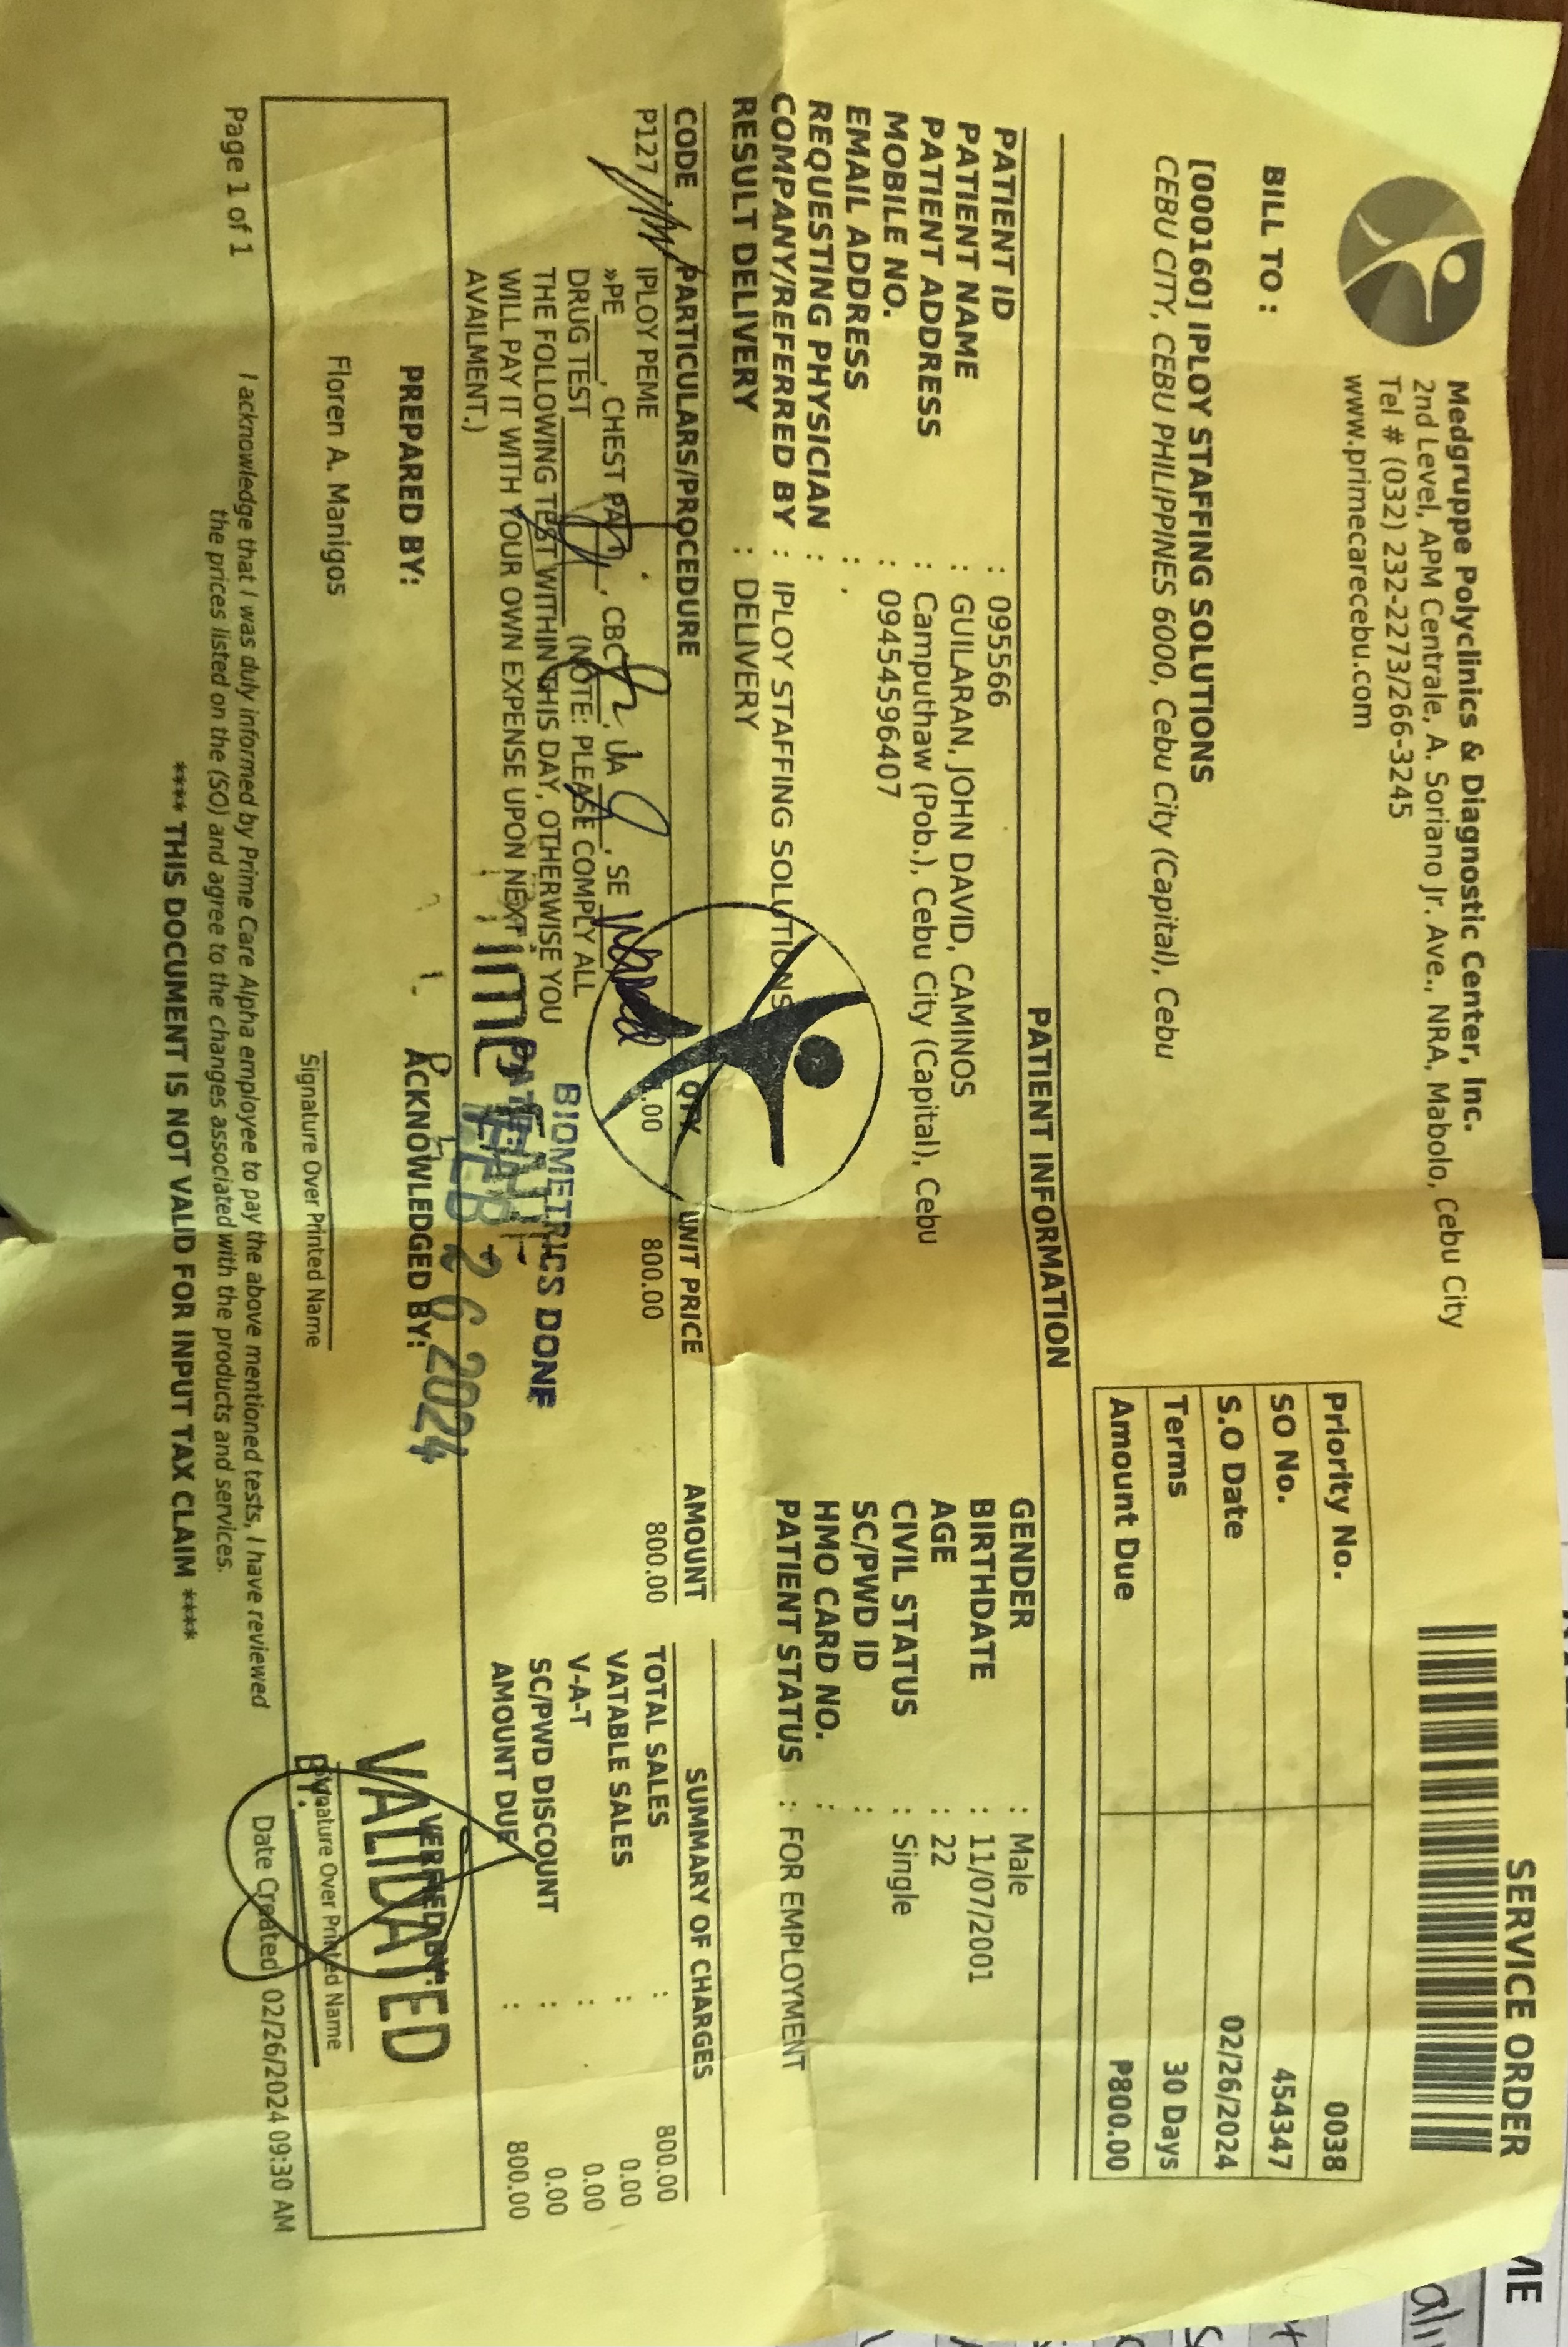 SERVICE ORDER
Medgruppe Polyclinics & Diagnostic Center, Inc.
2nd Level, APM Centrale, A. Soriano Jr. Ave., NRA, Mabolo, Cebu City
Tel # (032) 232-2273/266-3245
www.primecarecebu.com
BILL TO :
[000160] IPLOY STAFFING SOLUTIONS
CEBU CITY, CEBU PHILIPPINES 6000, Cebu City (Capital), Cebu
Priority No. 0038
SO No. 454347
S.O Date 02/26/2024
Terms 30 Days
Amount Due ₱800.00
PATIENT INFORMATION
PATIENT ID : 095566
PATIENT NAME : GUILARAN, JOHN DAVID, CAMINOS
PATIENT ADDRESS : Camputhaw (Pob.), Cebu City (Capital), Cebu
MOBILE NO. : 09454596407
EMAIL ADDRESS : .
REQUESTING PHYSICIAN :
COMPANY/REFERRED BY : IPLOY STAFFING SOLUTIONS
RESULT DELIVERY : DELIVERY
GENDER : Male
BIRTHDATE : 11/07/2001
AGE : 22
CIVIL STATUS : Single
SC/PWD ID :
HMO CARD NO. :
PATIENT STATUS : FOR EMPLOYMENT
CODE PARTICULARS/PROCEDURE QTY UNIT PRICE AMOUNT
P127 IPLOY PEME 1.00 800.00 800.00
»PE____, CHEST PA____, CBC____, UA____, SE____,
DRUG TEST ____ (NOTE: PLEASE COMPLY ALL
THE FOLLOWING TEST WITHIN THIS DAY, OTHERWISE YOU
WILL PAY IT WITH YOUR OWN EXPENSE UPON NEXT
AVAILMENT.)
SUMMARY OF CHARGES
TOTAL SALES : 800.00
VATABLE SALES : 0.00
V-A-T : 0.00
SC/PWD DISCOUNT : 0.00
AMOUNT DUE : 800.00
BIOMETRICS DONE
FEB 26 2024
PREPARED BY:
Floren A. Manigos
ACKNOWLEDGED BY:
Signature Over Printed Name
VERIFIED BY:
VALIDATED
BY:
Signature Over Printed Name
I acknowledge that I was duly informed by Prime Care Alpha employee to pay the above mentioned tests, I have reviewed
the prices listed on the (SO) and agree to the changes associated with the products and services.
Page 1 of 1
Date Created 02/26/2024 09:30 AM
**** THIS DOCUMENT IS NOT VALID FOR INPUT TAX CLAIM ****